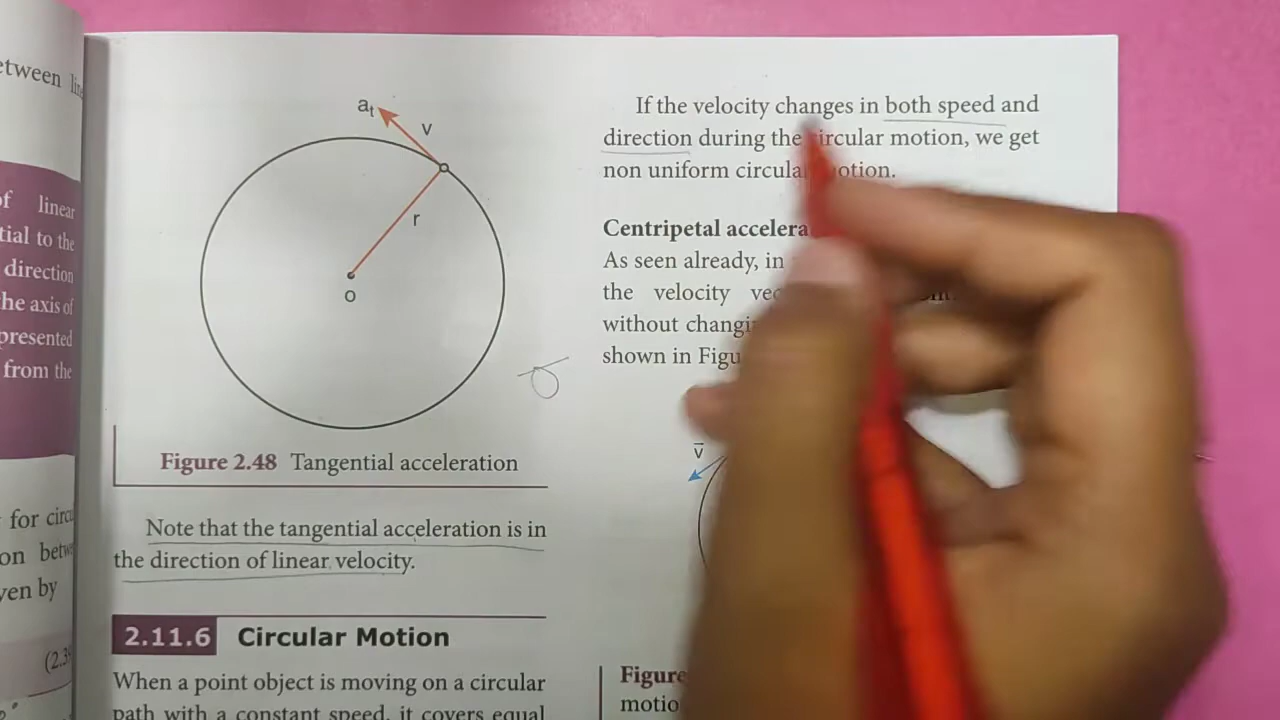 etween
f linear
tial to the
direction
he axis of
presented
from the
for circu
on betw
ven by
(2.3
at
v
r
o
Figure 2.48 Tangential acceleration
Note that the tangential acceleration is in
the direction of linear velocity.
2.11.6 Circular Motion
When a point object is moving on a circular
path with a constant speed, it covers equal
If the velocity changes in both speed and
direction during the circular motion, we get
non uniform circular motion.
Centripetal accelera
As seen already, in
the velocity vec
without changi
shown in Figu
v̅
Figure
motio